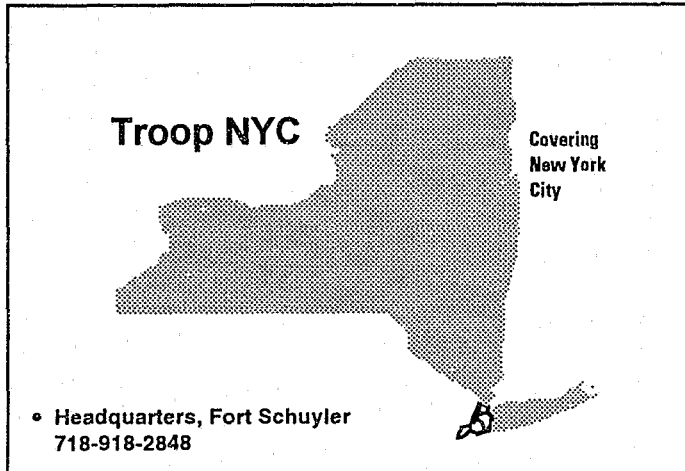 Troop NYC
Covering
New York
City
• Headquarters, Fort Schuyler
718-918-2848